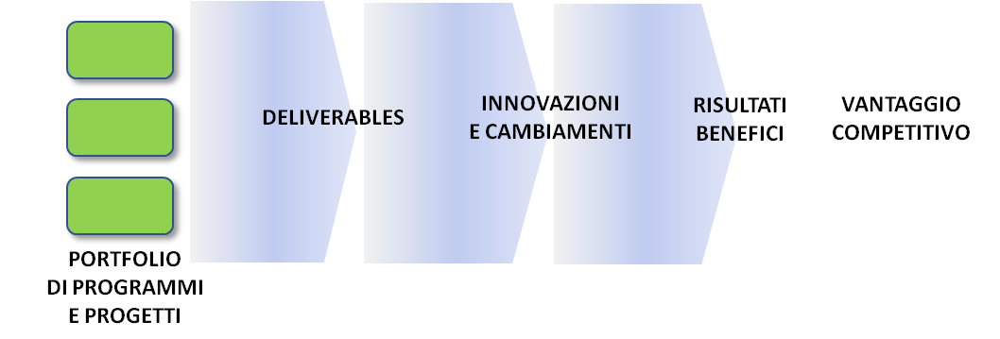 DELIVERABLES
INNOVAZIONI
E CAMBIAMENTI
RISULTATI
BENEFICI
VANTAGGIO
COMPETITIVO
PORTFOLIO
DI PROGRAMMI
E PROGETTI